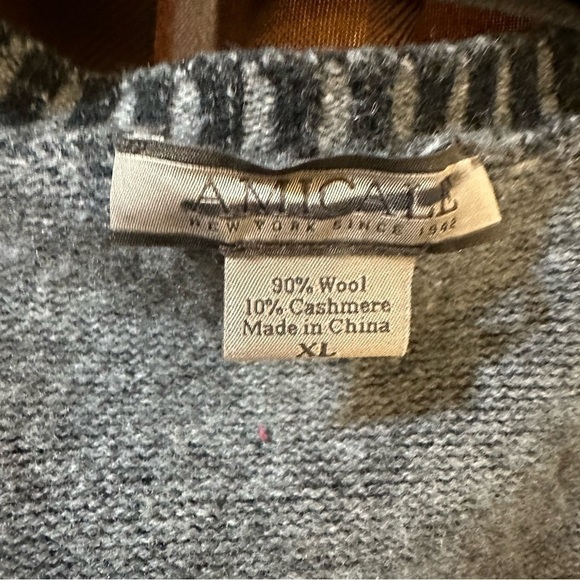 AMICALE
NEW YORK SINCE 1942
90% Wool
10% Cashmere
Made in China
XL